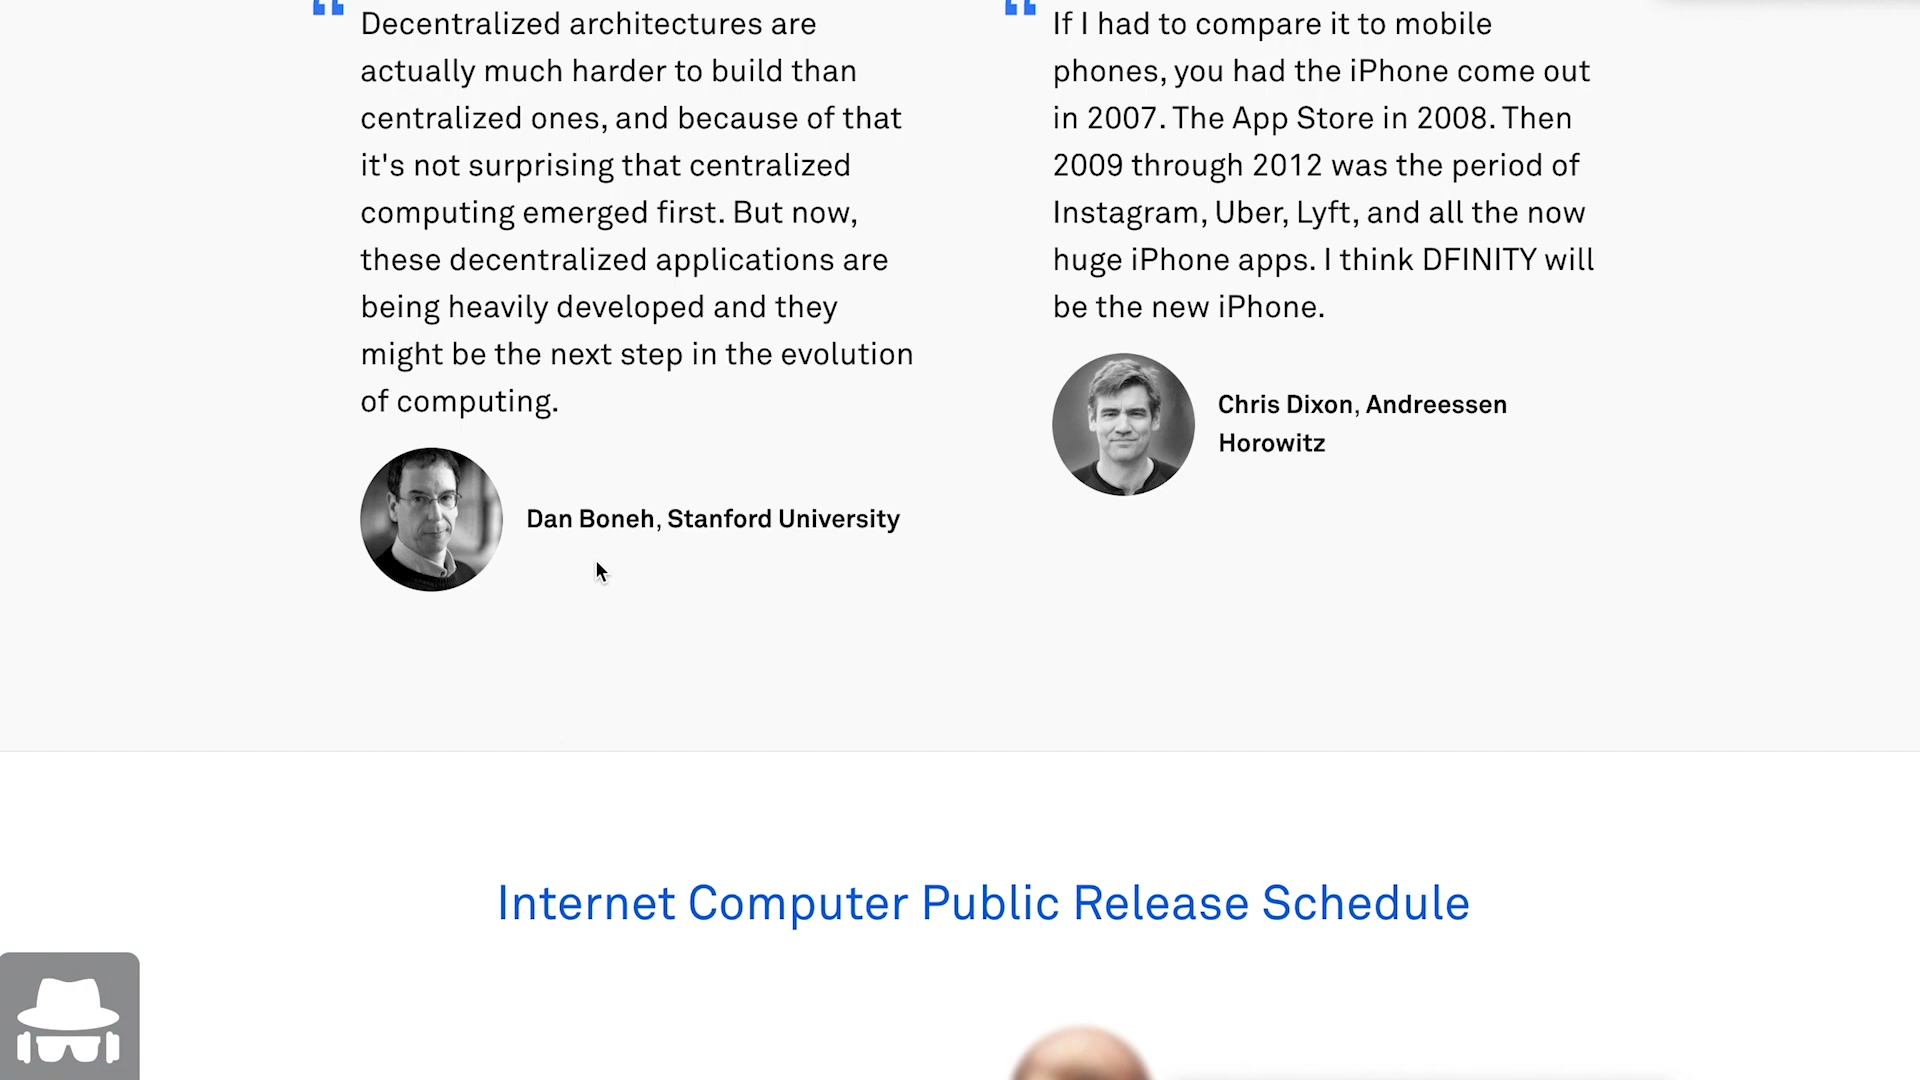 Decentralized architectures are
actually much harder to build than
centralized ones, and because of that
it's not surprising that centralized
computing emerged first. But now,
these decentralized applications are
being heavily developed and they
might be the next step in the evolution
of computing.
Dan Boneh, Stanford University
If I had to compare it to mobile
phones, you had the iPhone come out
in 2007. The App Store in 2008. Then
2009 through 2012 was the period of
Instagram, Uber, Lyft, and all the now
huge iPhone apps. I think DFINITY will
be the new iPhone.
Chris Dixon, Andreessen
Horowitz
Internet Computer Public Release Schedule